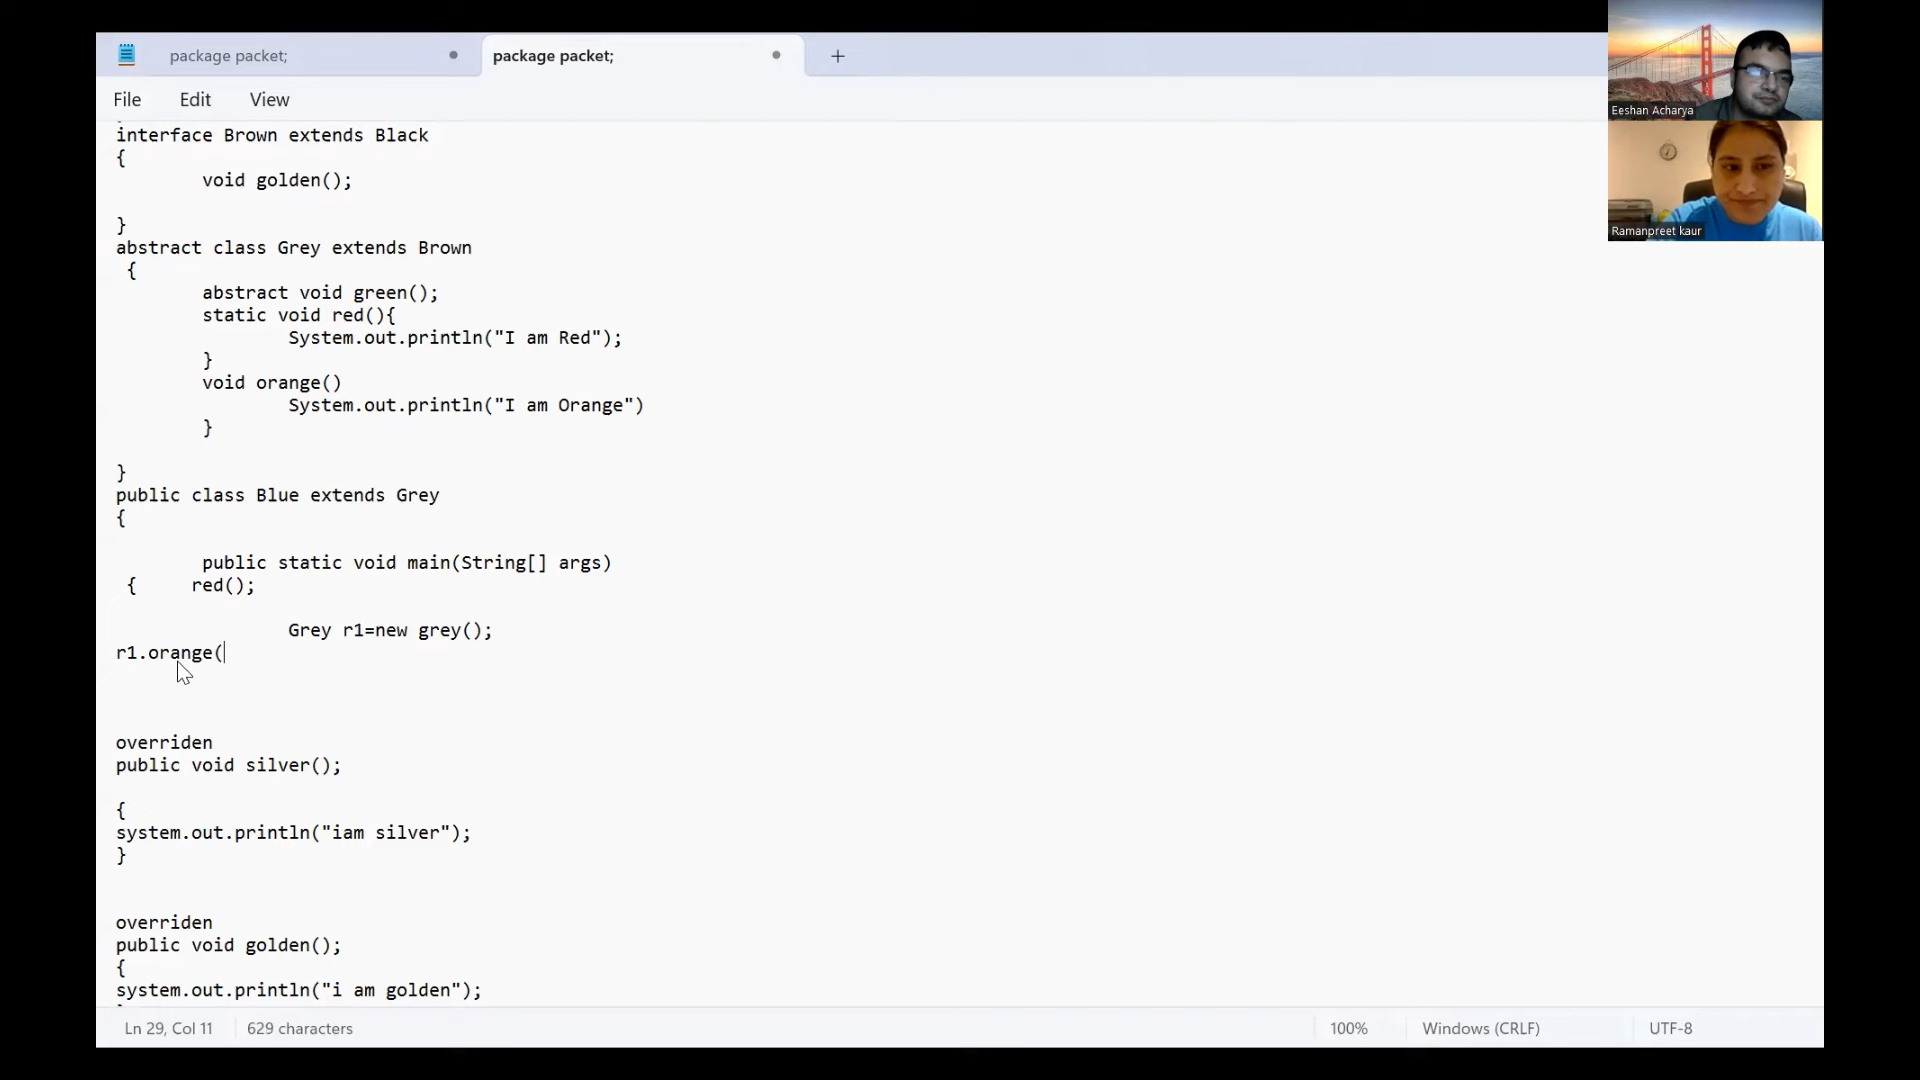 package packet;
package packet;
File Edit View
Eeshan Acharya
interface Brown extends Black
{
void golden();
Ramanpreet kaur
}
abstract class Grey extends Brown
{
abstract void green();
static void red(){
System.out.println("I am Red");
}
void orange()
System.out.println("I am Orange")
}
}
public class Blue extends Grey
{
public static void main(String[] args)
{ red();
Grey r1=new grey();
r1.orange(
overriden
public void silver();
{
system.out.println("iam silver");
}
overriden
public void golden();
{
system.out.println("i am golden");
Ln 29, Col 11 629 characters 100% Windows (CRLF) UTF-8